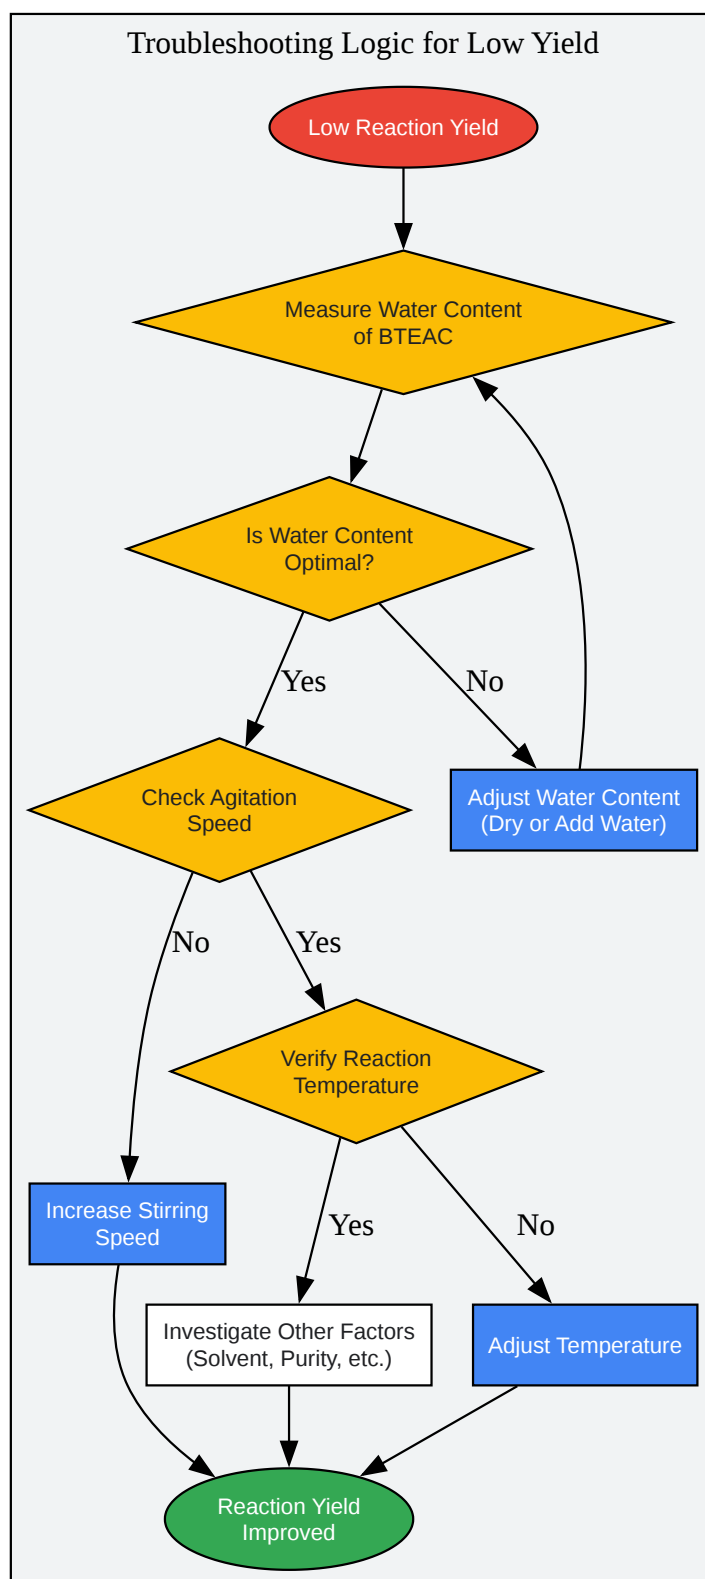 Troubleshooting Logic for Low Yield
Low Reaction Yield
Measure Water Content
of BTEAC
Is Water Content
Optimal?
Yes
No
Check Agitation
Speed
Adjust Water Content
(Dry or Add Water)
No
Yes
Verify Reaction
Temperature
Increase Stirring
Speed
Yes
No
Investigate Other Factors
(Solvent, Purity, etc.)
Adjust Temperature
Reaction Yield
Improved